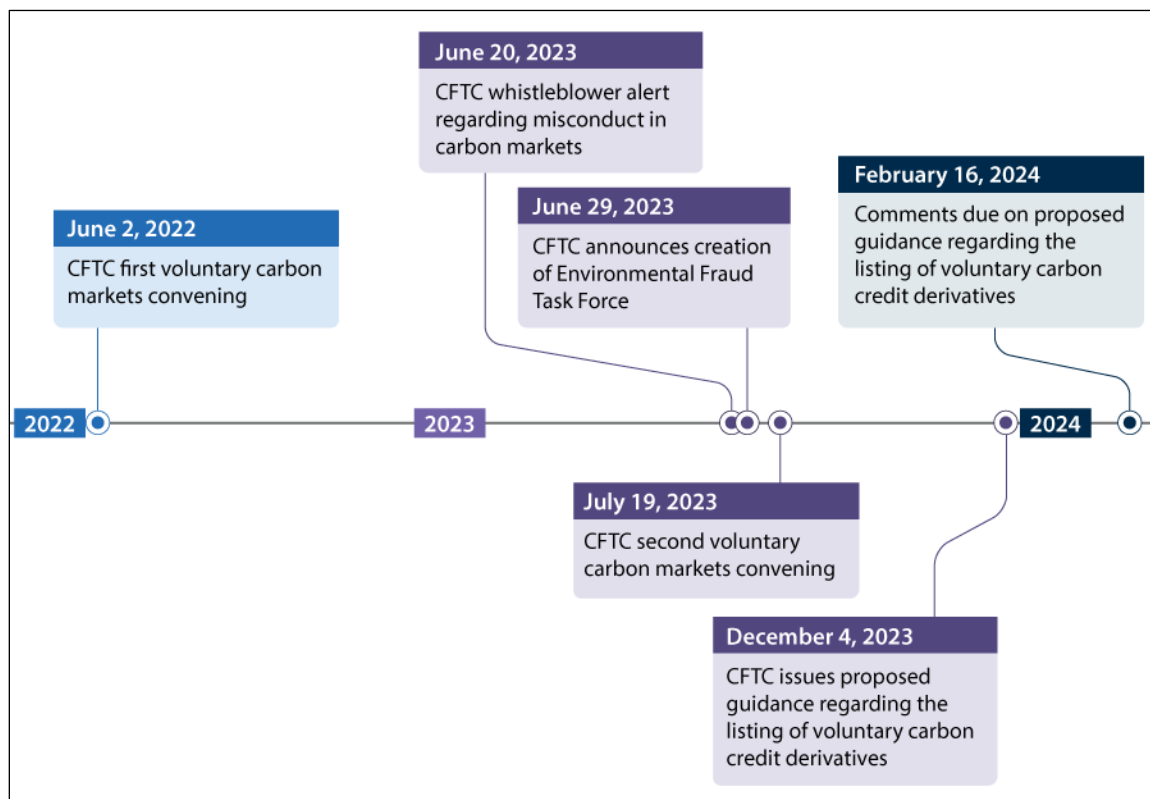 June 20, 2023
CFTC whistleblower alert
regarding misconduct in
carbon markets
June 29, 2023
CFTC announces creation
of Environmental Fraud
Task Force
February 16, 2024
Comments due on proposed
guidance regarding the
listing of voluntary carbon
credit derivatives
June 2, 2022
CFTC first voluntary carbon
markets convening
2022
2023
2024
July 19, 2023
CFTC second voluntary
carbon markets convening
December 4, 2023
CFTC issues proposed
guidance regarding the
listing of voluntary carbon
credit derivatives